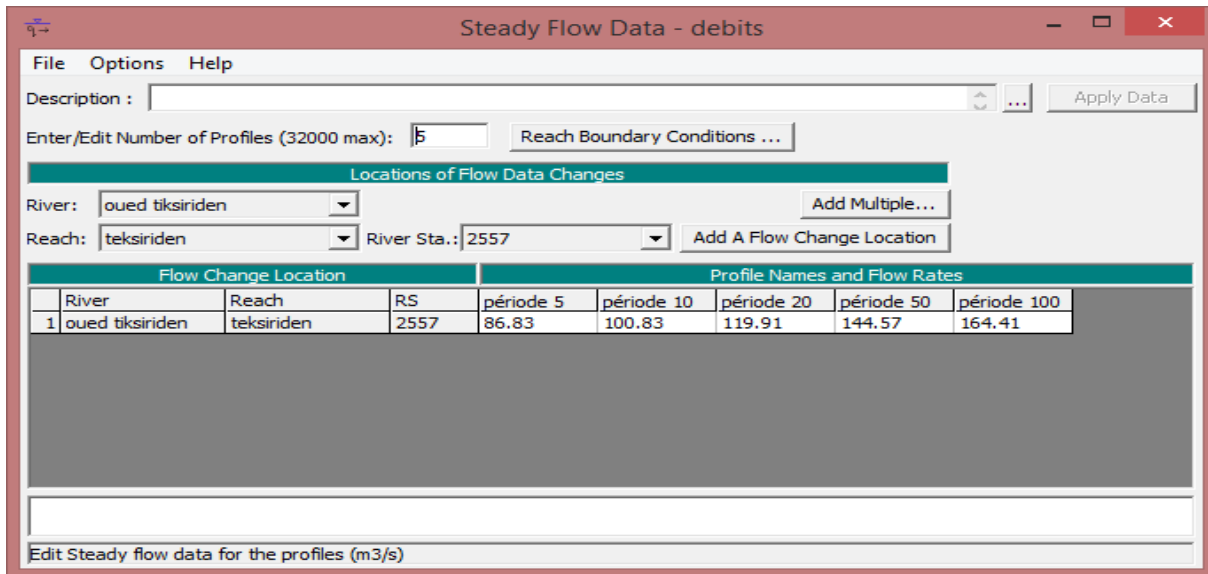 Steady Flow Data - debits
File Options Help
Description : ... Apply Data
Enter/Edit Number of Profiles (32000 max): 5 Reach Boundary Conditions ...
Locations of Flow Data Changes
River: oued tiksiriden Add Multiple...
Reach: teksiriden River Sta.: 2557 Add A Flow Change Location
Flow Change Location Profile Names and Flow Rates
River Reach RS période 5 période 10 période 20 période 50 période 100
1 oued tiksiriden teksiriden 2557 86.83 100.83 119.91 144.57 164.41
Edit Steady flow data for the profiles (m3/s)